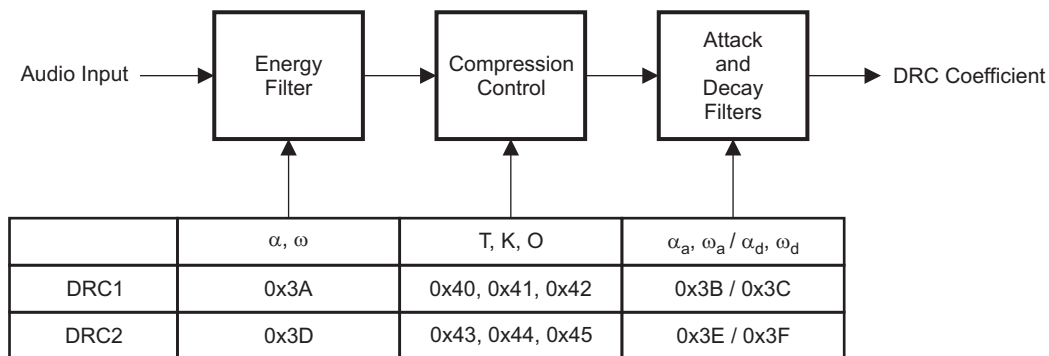 Audio Input
Energy
Filter
Compression
Control
Attack
and
Decay
Filters
DRC Coefficient
α, ω
T, K, O
αa, ωa / αd, ωd
DRC1
0x3A
0x40, 0x41, 0x42
0x3B / 0x3C
DRC2
0x3D
0x43, 0x44, 0x45
0x3E / 0x3F